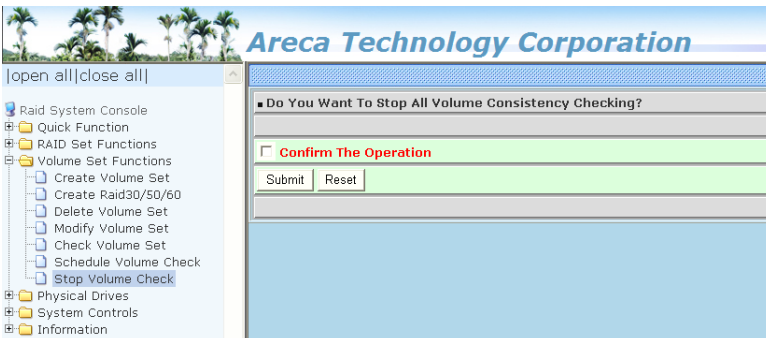 Areca Technology Corporation
|open all|close all|
Raid System Console
Quick Function
RAID Set Functions
Volume Set Functions
Create Volume Set
Create Raid30/50/60
Delete Volume Set
Modify Volume Set
Check Volume Set
Schedule Volume Check
Stop Volume Check
Physical Drives
System Controls
Information
Do You Want To Stop All Volume Consistency Checking?
Confirm The Operation
Submit Reset